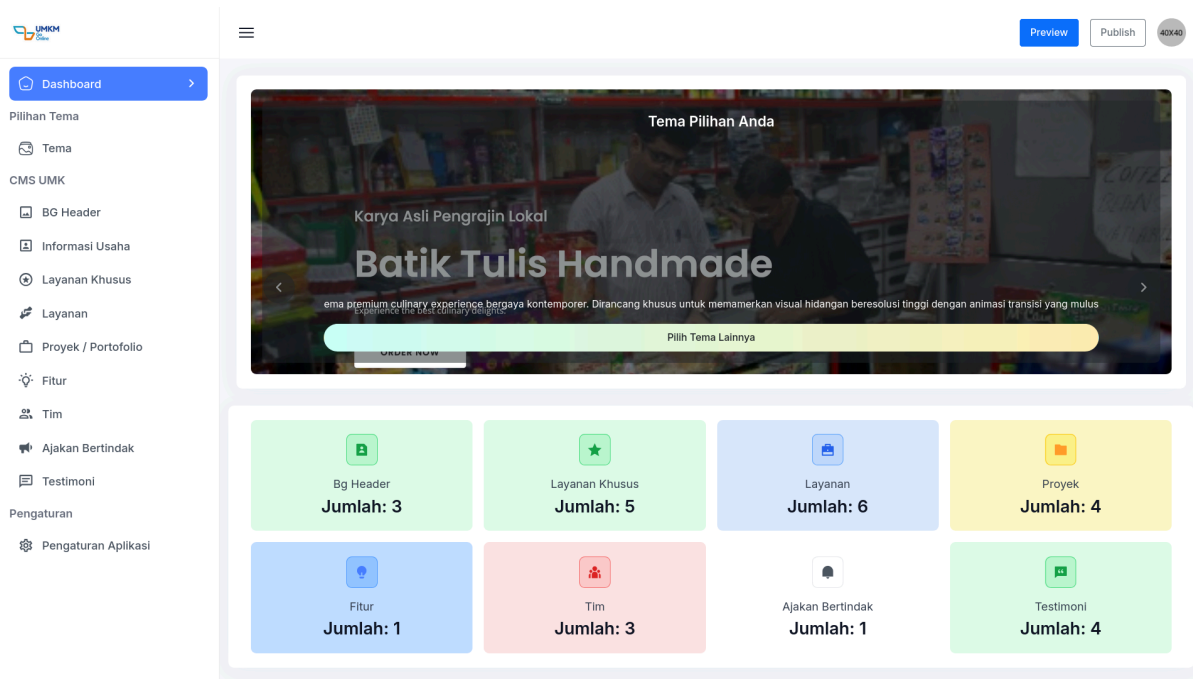 UMKM
Go
Online
Preview
Publish
40X40
Dashboard
Pilihan Tema
Tema
CMS UMK
BG Header
Informasi Usaha
Layanan Khusus
Layanan
Proyek / Portofolio
Fitur
Tim
Ajakan Bertindak
Testimoni
Pengaturan
Pengaturan Aplikasi
Tema Pilihan Anda
Karya Asli Pengrajin Lokal
Batik Tulis Handmade
ema premium culinary experience bergaya kontemporer. Dirancang khusus untuk memamerkan visual hidangan beresolusi tinggi dengan animasi transisi yang mulus
Experience the best culinary delights.
Pilih Tema Lainnya
ORDER NOW
Bg Header
Jumlah: 3
Layanan Khusus
Jumlah: 5
Layanan
Jumlah: 6
Proyek
Jumlah: 4
Fitur
Jumlah: 1
Tim
Jumlah: 3
Ajakan Bertindak
Jumlah: 1
Testimoni
Jumlah: 4